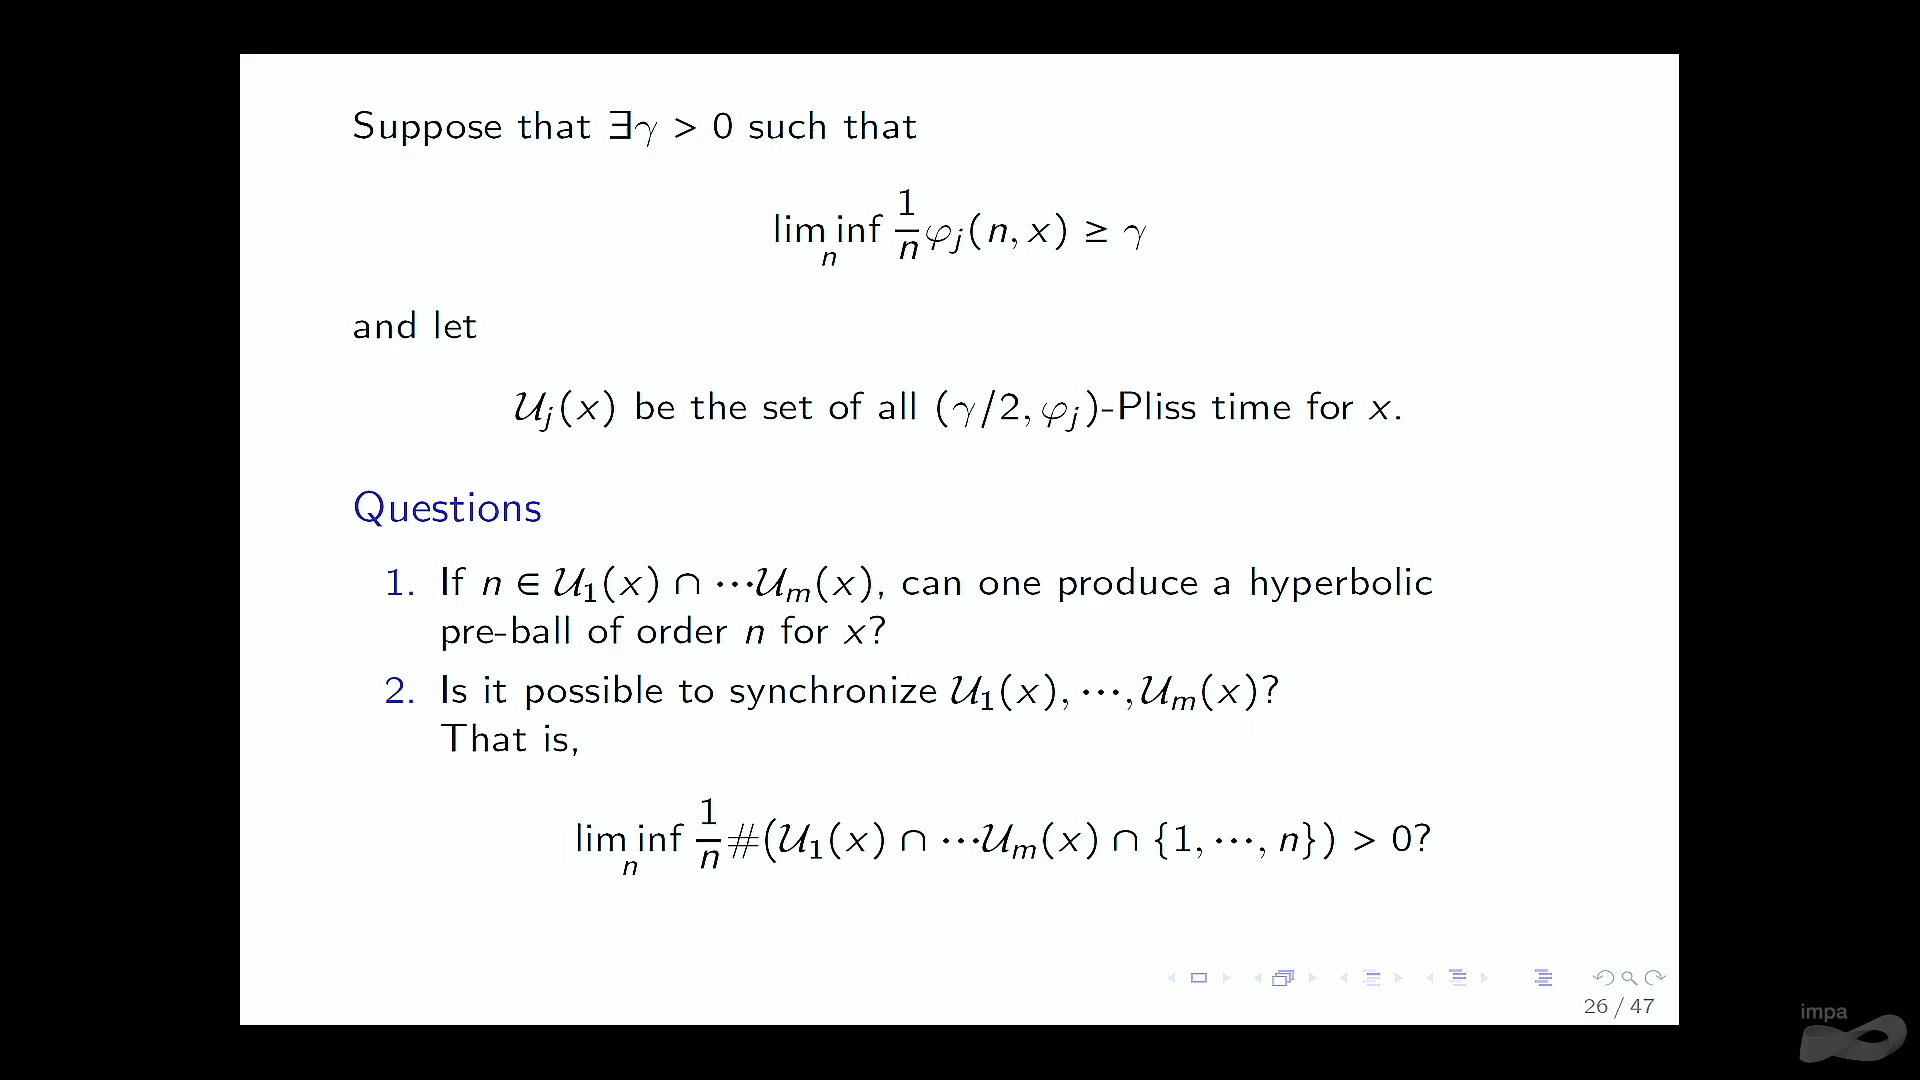 Suppose that ∃γ > 0 such that
lim inf_n 1/n φ_j(n, x) ≥ γ
and let
𝒰_j(x) be the set of all (γ/2, φ_j)-Pliss time for x.
Questions
1. If n ∈ 𝒰_1(x) ∩ ⋯𝒰_m(x), can one produce a hyperbolic
pre-ball of order n for x?
2. Is it possible to synchronize 𝒰_1(x), ⋯, 𝒰_m(x)?
That is,
lim inf_n 1/n #(𝒰_1(x) ∩ ⋯𝒰_m(x) ∩ {1, ⋯, n}) > 0?
26 / 47
impa